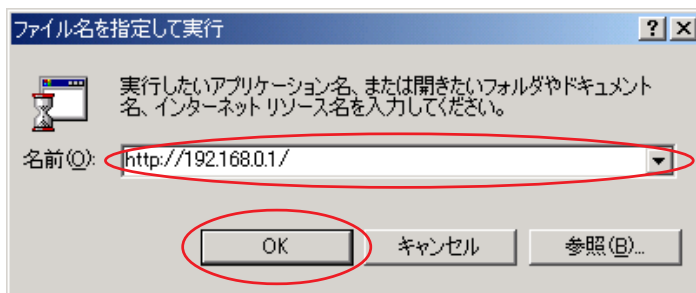 ファイル名を指定して実行
実行したいアプリケーション名、または開きたいフォルダやドキュメント
名、インターネット リソース名を入力してください。
名前(O): http://192.168.0.1/
OK キャンセル 参照(B)...